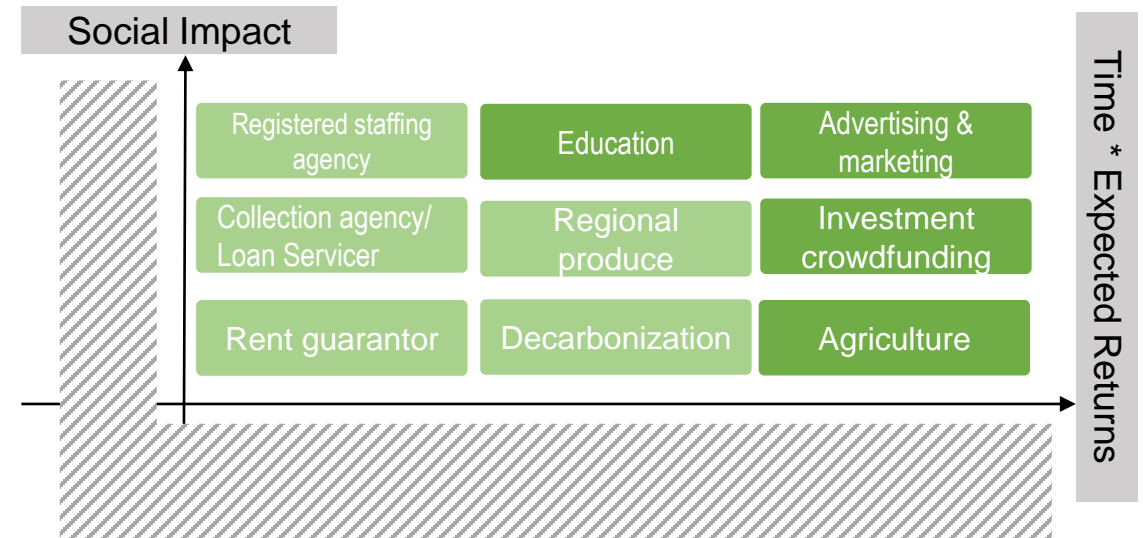 Social Impact
Registered staffing
agency
Education
Advertising &
marketing
Collection agency/
Loan Servicer
Regional
produce
Investment
crowdfunding
Rent guarantor
Decarbonization
Agriculture
Time * Expected Returns